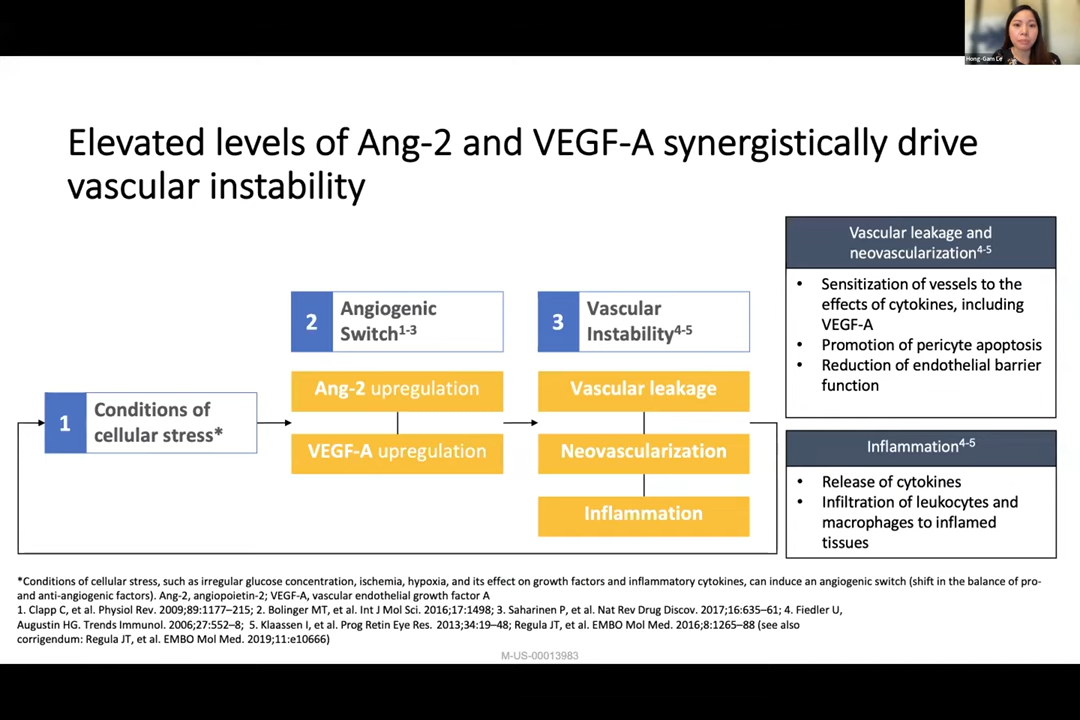 Hong-Gam Le
Elevated levels of Ang-2 and VEGF-A synergistically drive
vascular instability
1
Conditions of
cellular stress*
2
Angiogenic
Switch1-3
Ang-2 upregulation
VEGF-A upregulation
3
Vascular
Instability4-5
Vascular leakage
Neovascularization
Inflammation
Vascular leakage and
neovascularization4-5
• Sensitization of vessels to the
effects of cytokines, including
VEGF-A
• Promotion of pericyte apoptosis
• Reduction of endothelial barrier
function
Inflammation4-5
• Release of cytokines
• Infiltration of leukocytes and
macrophages to inflamed
tissues
*Conditions of cellular stress, such as irregular glucose concentration, ischemia, hypoxia, and its effect on growth factors and inflammatory cytokines, can induce an angiogenic switch (shift in the balance of pro-
and anti-angiogenic factors). Ang-2, angiopoietin-2; VEGF-A, vascular endothelial growth factor A
1. Clapp C, et al. Physiol Rev. 2009;89:1177–215; 2. Bolinger MT, et al. Int J Mol Sci. 2016;17:1498; 3. Saharinen P, et al. Nat Rev Drug Discov. 2017;16:635–61; 4. Fiedler U,
Augustin HG. Trends Immunol. 2006;27:552–8; 5. Klaassen I, et al. Prog Retin Eye Res. 2013;34:19–48; Regula JT, et al. EMBO Mol Med. 2016;8:1265–88 (see also
corrigendum: Regula JT, et al. EMBO Mol Med. 2019;11:e10666)
M-US-00013983